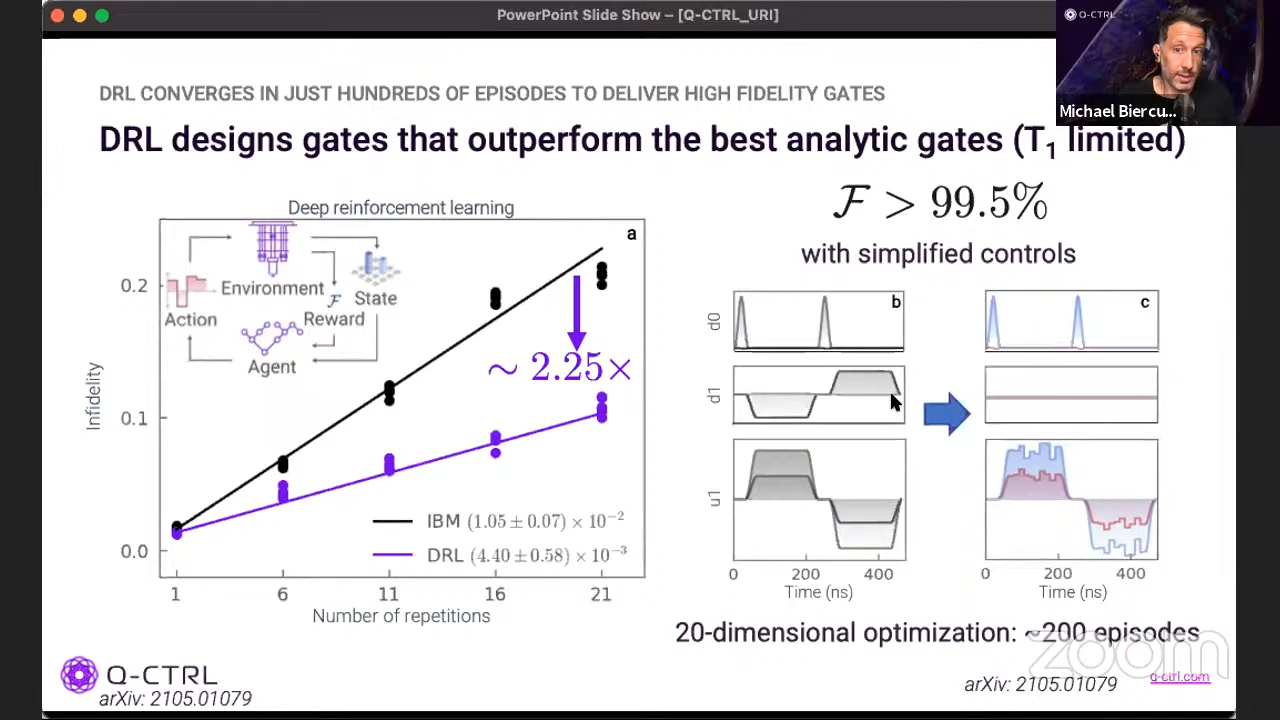 PowerPoint Slide Show – [Q-CTRL_URI]
Q-CTRL
Michael Biercu...
DRL CONVERGES IN JUST HUNDREDS OF EPISODES TO DELIVER HIGH FIDELITY GATES
DRL designs gates that outperform the best analytic gates (T₁ limited)
Deep reinforcement learning
a
Environment
F
State
Action
Reward
Agent
~ 2.25×
0.2
0.1
0.0
Infidelity
IBM (1.05 ± 0.07) × 10⁻²
DRL (4.40 ± 0.58) × 10⁻³
1 6 11 16 21
Number of repetitions
F > 99.5%
with simplified controls
b
c
d0
d1
u1
0 200 400
Time (ns)
0 200 400
Time (ns)
20-dimensional optimization: ~200 episodes
zoom
Q-CTRL
arXiv: 2105.01079
arXiv: 2105.01079
q-ctrl.com